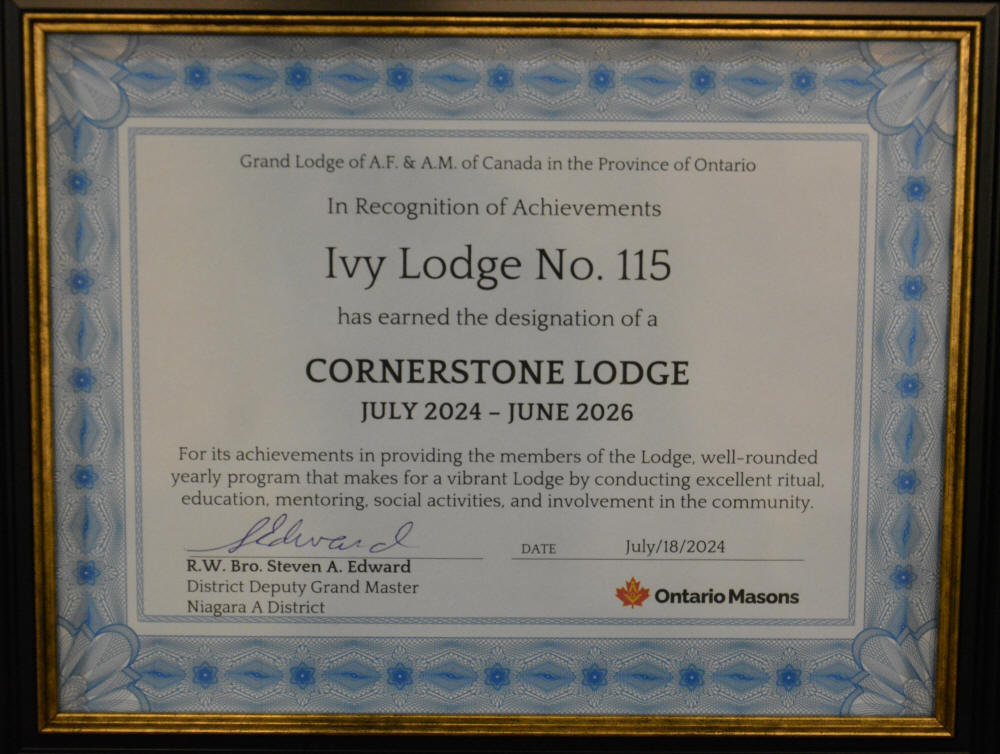 Grand Lodge of A.F. & A.M. of Canada in the Province of Ontario
In Recognition of Achievements
Ivy Lodge No. 115
has earned the designation of a
CORNERSTONE LODGE
JULY 2024 – JUNE 2026
For its achievements in providing the members of the Lodge, well-rounded
yearly program that makes for a vibrant Lodge by conducting excellent ritual,
education, mentoring, social activities, and involvement in the community.
SEdward
DATE July/18/2024
R.W. Bro. Steven A. Edward
District Deputy Grand Master
Niagara A District
Ontario Masons